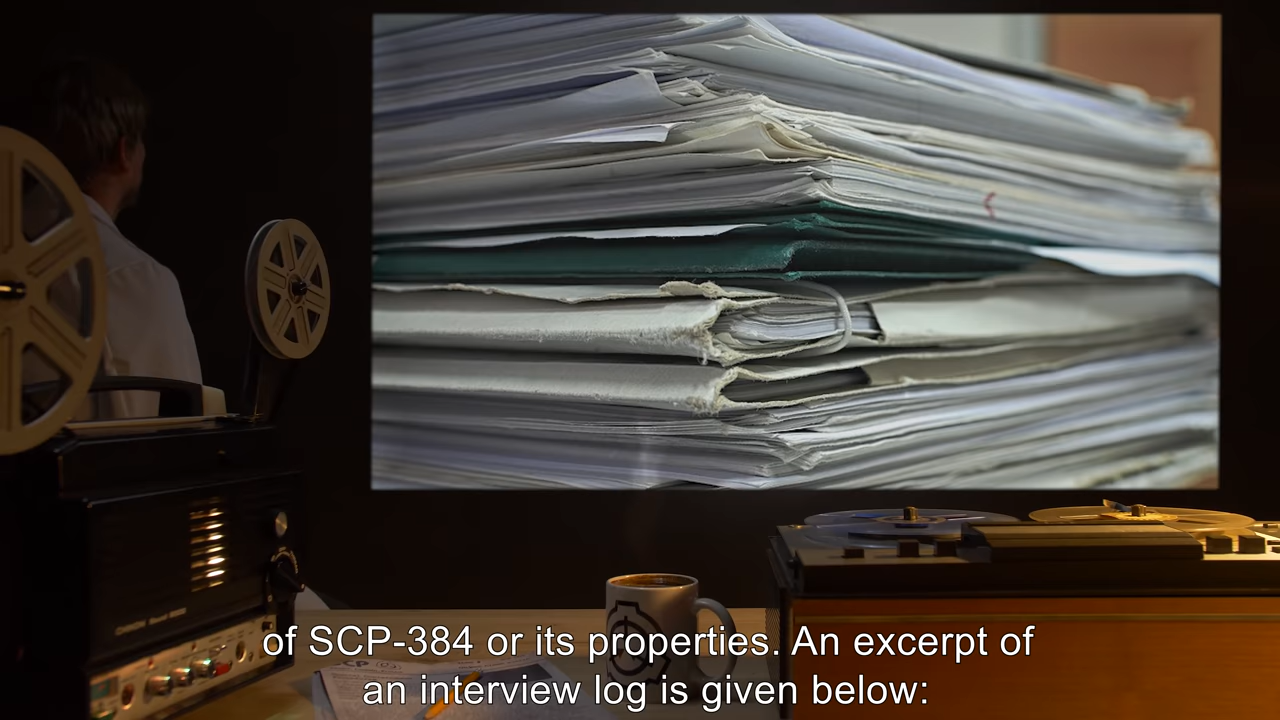 of SCP-384 or its properties. An excerpt of
an interview log is given below: